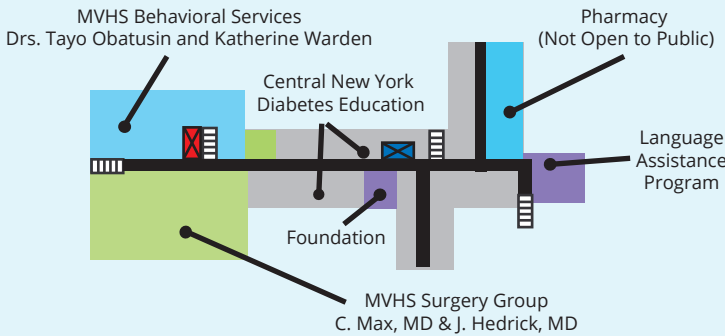 MVHS Behavioral Services
Drs. Tayo Obatusin and Katherine Warden
Pharmacy
(Not Open to Public)
Central New York
Diabetes Education
Language
Assistance
Program
Foundation
MVHS Surgery Group
C. Max, MD & J. Hedrick, MD